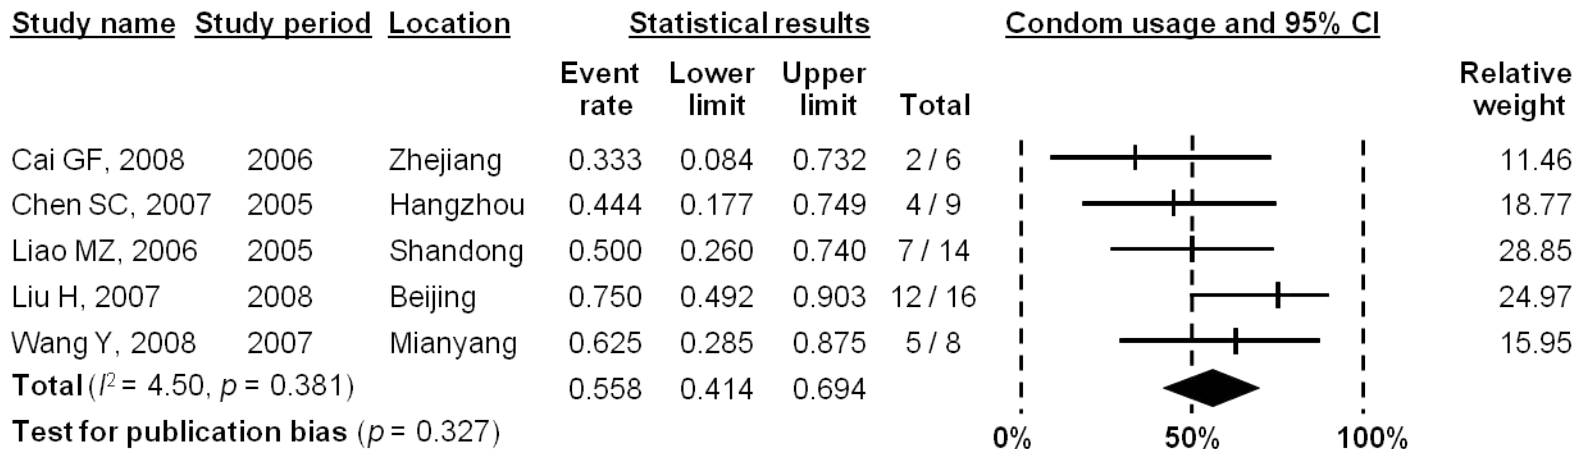 Study name Study period Location Statistical results Condom usage and 95% CI
Event rate Lower limit Upper limit Total Relative weight
Cai GF, 2008 2006 Zhejiang 0.333 0.084 0.732 2 / 6 11.46
Chen SC, 2007 2005 Hangzhou 0.444 0.177 0.749 4 / 9 18.77
Liao MZ, 2006 2005 Shandong 0.500 0.260 0.740 7 / 14 28.85
Liu H, 2007 2008 Beijing 0.750 0.492 0.903 12 / 16 24.97
Wang Y, 2008 2007 Mianyang 0.625 0.285 0.875 5 / 8 15.95
Total (I² = 4.50, p = 0.381) 0.558 0.414 0.694
Test for publication bias (p = 0.327) 0% 50% 100%